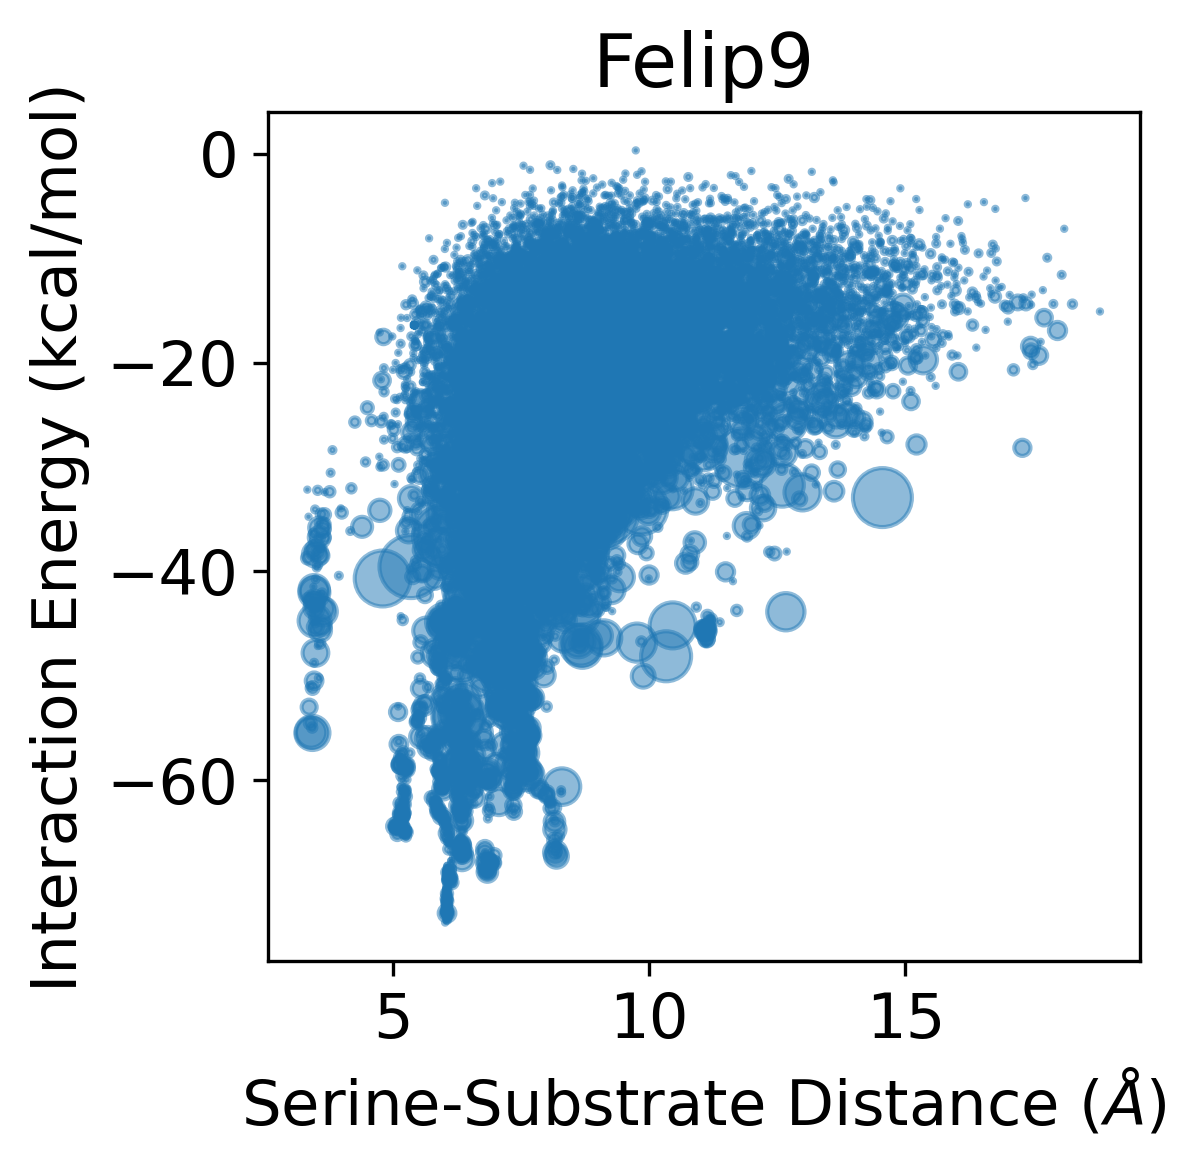 Felip9
Interaction Energy (kcal/mol)
0
−20
−40
−60
5 10 15
Serine-Substrate Distance (Å)